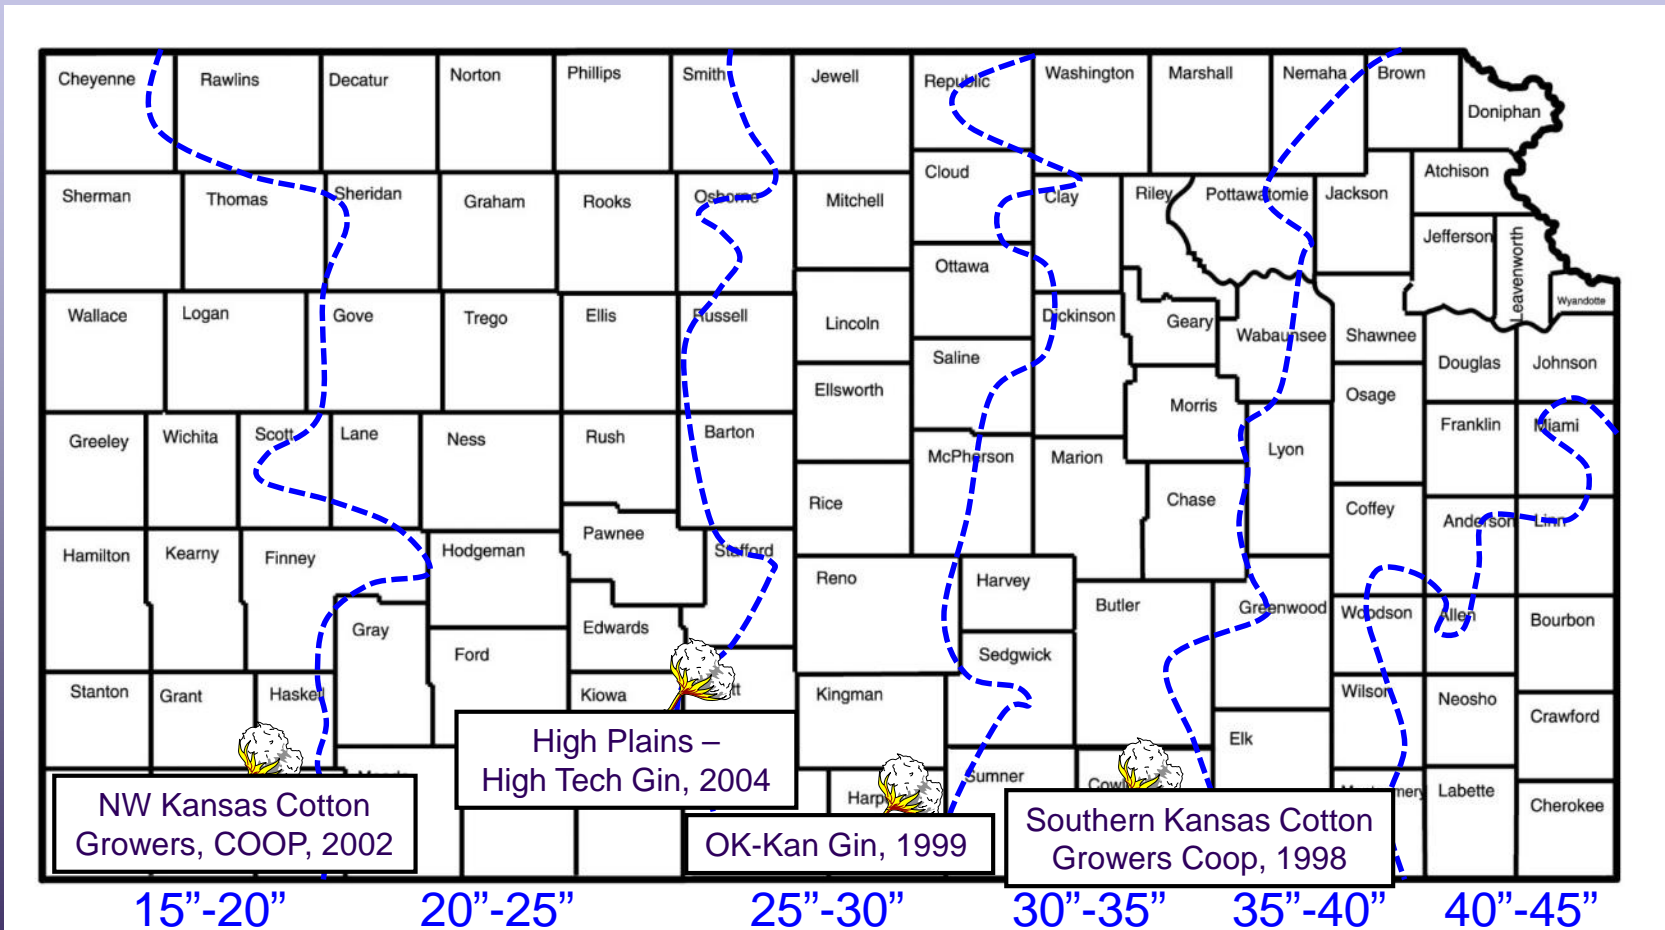 Cheyenne
Rawlins
Decatur
Norton
Phillips
Smith
Jewell
Republic
Washington
Marshall
Nemaha
Brown
Doniphan
Sherman
Thomas
Sheridan
Graham
Rooks
Osborne
Mitchell
Cloud
Clay
Riley
Pottawatomie
Jackson
Atchison
Jefferson
Leavenworth
Wyandotte
Wallace
Logan
Gove
Trego
Ellis
Russell
Lincoln
Ottawa
Dickinson
Geary
Wabaunsee
Shawnee
Douglas
Johnson
Saline
Ellsworth
Morris
Osage
Franklin
Miami
Greeley
Wichita
Scott
Lane
Ness
Rush
Barton
McPherson
Marion
Lyon
Rice
Chase
Coffey
Anderson
Linn
Hamilton
Kearny
Finney
Hodgeman
Pawnee
Stafford
Reno
Harvey
Butler
Greenwood
Woodson
Allen
Bourbon
Gray
Ford
Edwards
Sedgwick
Stanton
Grant
Haskell
Kiowa
Kingman
Wilson
Neosho
Crawford
Elk
Sumner
Labette
Cherokee
High Plains –
High Tech Gin, 2004
NW Kansas Cotton
Growers, COOP, 2002
OK-Kan Gin, 1999
Southern Kansas Cotton
Growers Coop, 1998
15”-20”
20”-25”
25”-30”
30”-35”
35”-40”
40”-45”